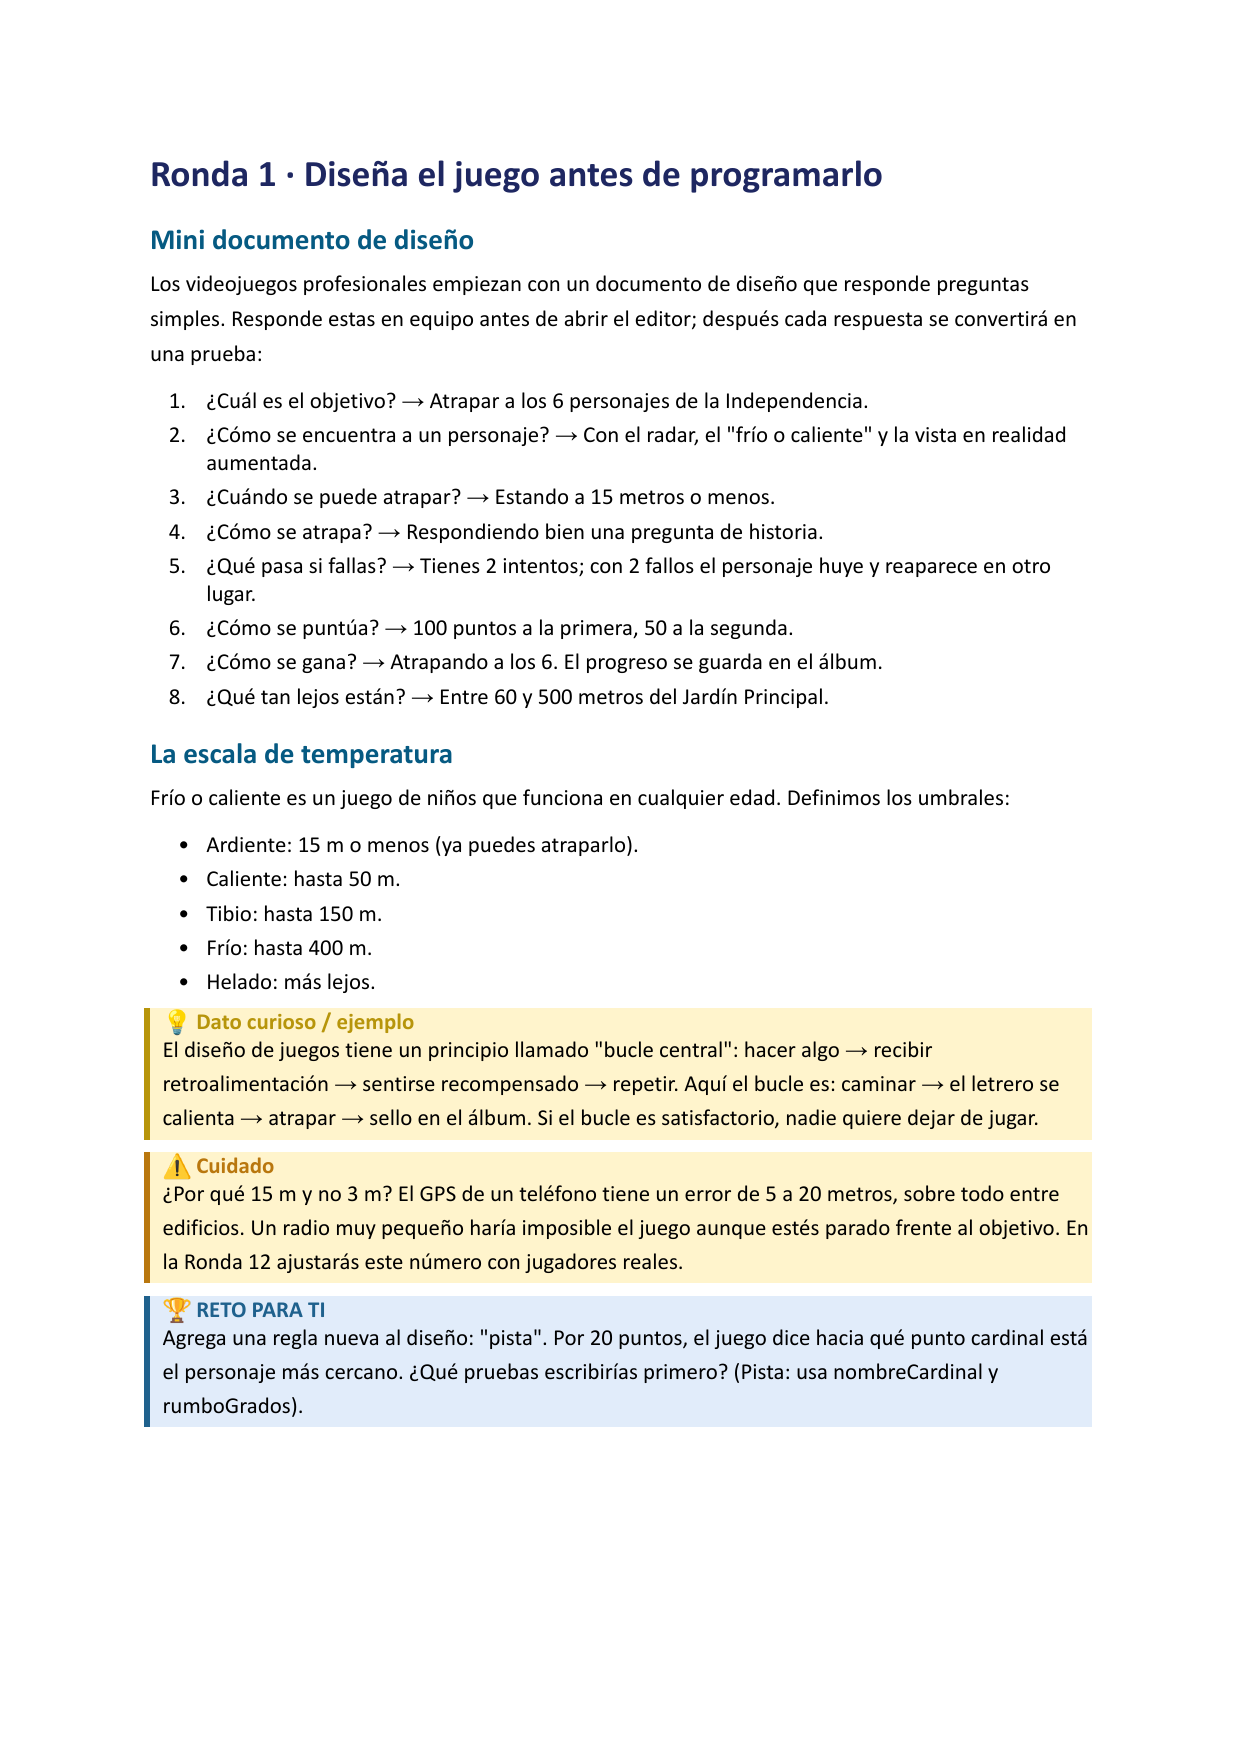 Ronda 1 · Diseña el juego antes de programarlo
Mini documento de diseño
Los videojuegos profesionales empiezan con un documento de diseño que responde preguntas
simples. Responde estas en equipo antes de abrir el editor; después cada respuesta se convertirá en
una prueba:
1. ¿Cuál es el objetivo? → Atrapar a los 6 personajes de la Independencia.
2. ¿Cómo se encuentra a un personaje? → Con el radar, el "frío o caliente" y la vista en realidad
aumentada.
3. ¿Cuándo se puede atrapar? → Estando a 15 metros o menos.
4. ¿Cómo se atrapa? → Respondiendo bien una pregunta de historia.
5. ¿Qué pasa si fallas? → Tienes 2 intentos; con 2 fallos el personaje huye y reaparece en otro
lugar.
6. ¿Cómo se puntúa? → 100 puntos a la primera, 50 a la segunda.
7. ¿Cómo se gana? → Atrapando a los 6. El progreso se guarda en el álbum.
8. ¿Qué tan lejos están? → Entre 60 y 500 metros del Jardín Principal.
La escala de temperatura
Frío o caliente es un juego de niños que funciona en cualquier edad. Definimos los umbrales:
• Ardiente: 15 m o menos (ya puedes atraparlo).
• Caliente: hasta 50 m.
• Tibio: hasta 150 m.
• Frío: hasta 400 m.
• Helado: más lejos.
💡 Dato curioso / ejemplo
El diseño de juegos tiene un principio llamado "bucle central": hacer algo → recibir
retroalimentación → sentirse recompensado → repetir. Aquí el bucle es: caminar → el letrero se
calienta → atrapar → sello en el álbum. Si el bucle es satisfactorio, nadie quiere dejar de jugar.
⚠️ Cuidado
¿Por qué 15 m y no 3 m? El GPS de un teléfono tiene un error de 5 a 20 metros, sobre todo entre
edificios. Un radio muy pequeño haría imposible el juego aunque estés parado frente al objetivo. En
la Ronda 12 ajustarás este número con jugadores reales.
🏆 RETO PARA TI
Agrega una regla nueva al diseño: "pista". Por 20 puntos, el juego dice hacia qué punto cardinal está
el personaje más cercano. ¿Qué pruebas escribirías primero? (Pista: usa nombreCardinal y
rumboGrados).